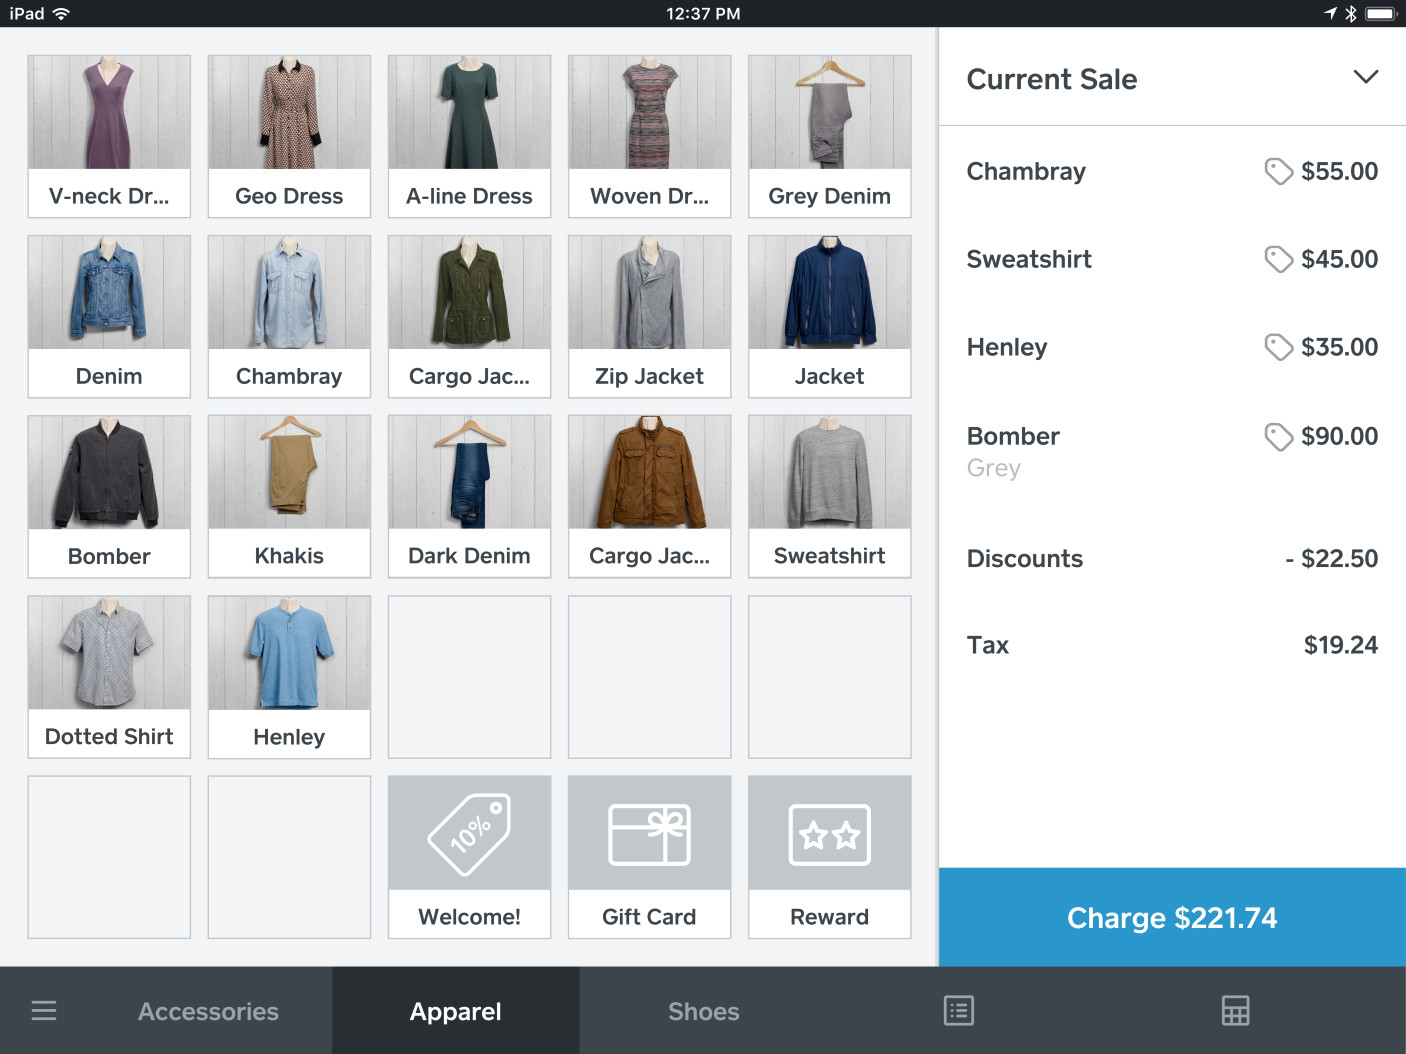 iPad
12:37 PM
V-neck Dr...
Geo Dress
A-line Dress
Woven Dr...
Grey Denim
Denim
Chambray
Cargo Jac...
Zip Jacket
Jacket
Bomber
Khakis
Dark Denim
Cargo Jac...
Sweatshirt
Dotted Shirt
Henley
10%
Welcome!
Gift Card
Reward
Current Sale
Chambray $55.00
Sweatshirt $45.00
Henley $35.00
Bomber $90.00
Grey
Discounts - $22.50
Tax $19.24
Charge $221.74
Accessories
Apparel
Shoes